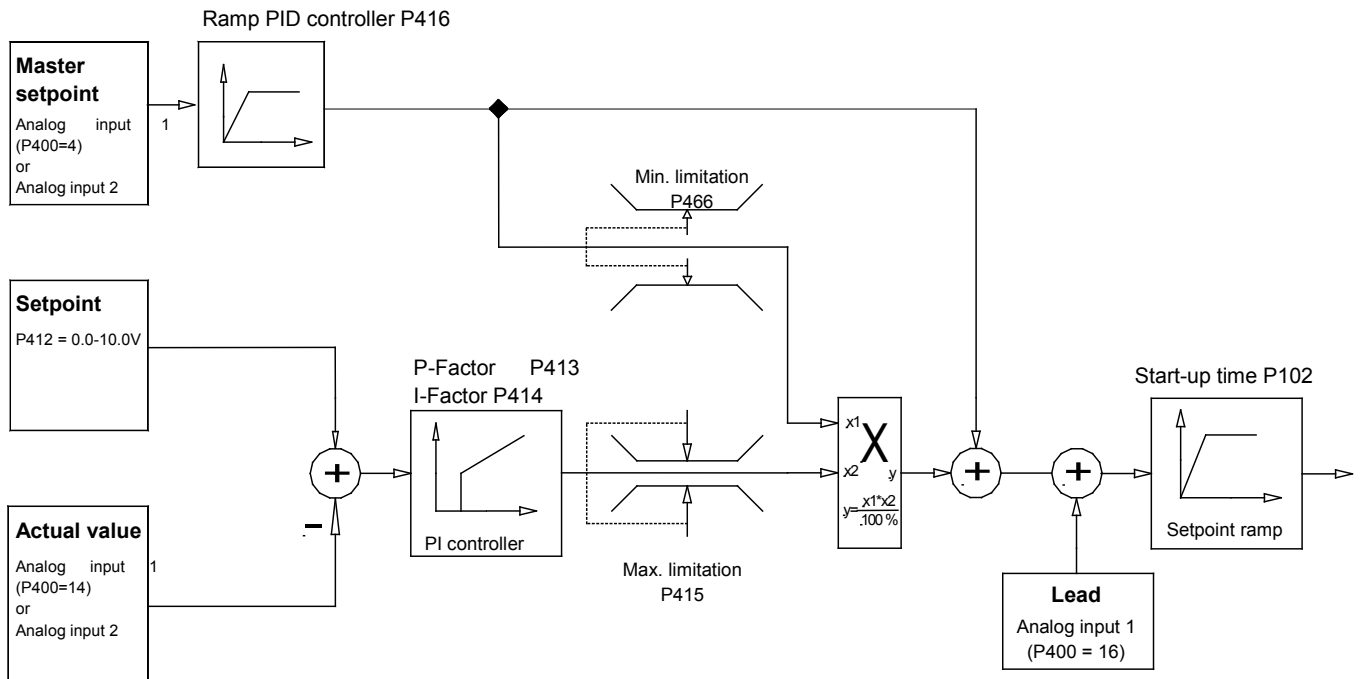 Ramp PID controller P416
Master
setpoint
Analog input 1
(P400=4)
or
Analog input 2
Min. limitation
P466
Setpoint
P412 = 0.0-10.0V
P-Factor P413
I-Factor P414
PI controller
+
-
Actual value
Analog input 1
(P400=14)
or
Analog input 2
Max. limitation
P415
x1
x2
X
y
y=x1*x2
100 %
+
+
Start-up time P102
Setpoint ramp
Lead
Analog input 1
(P400 = 16)